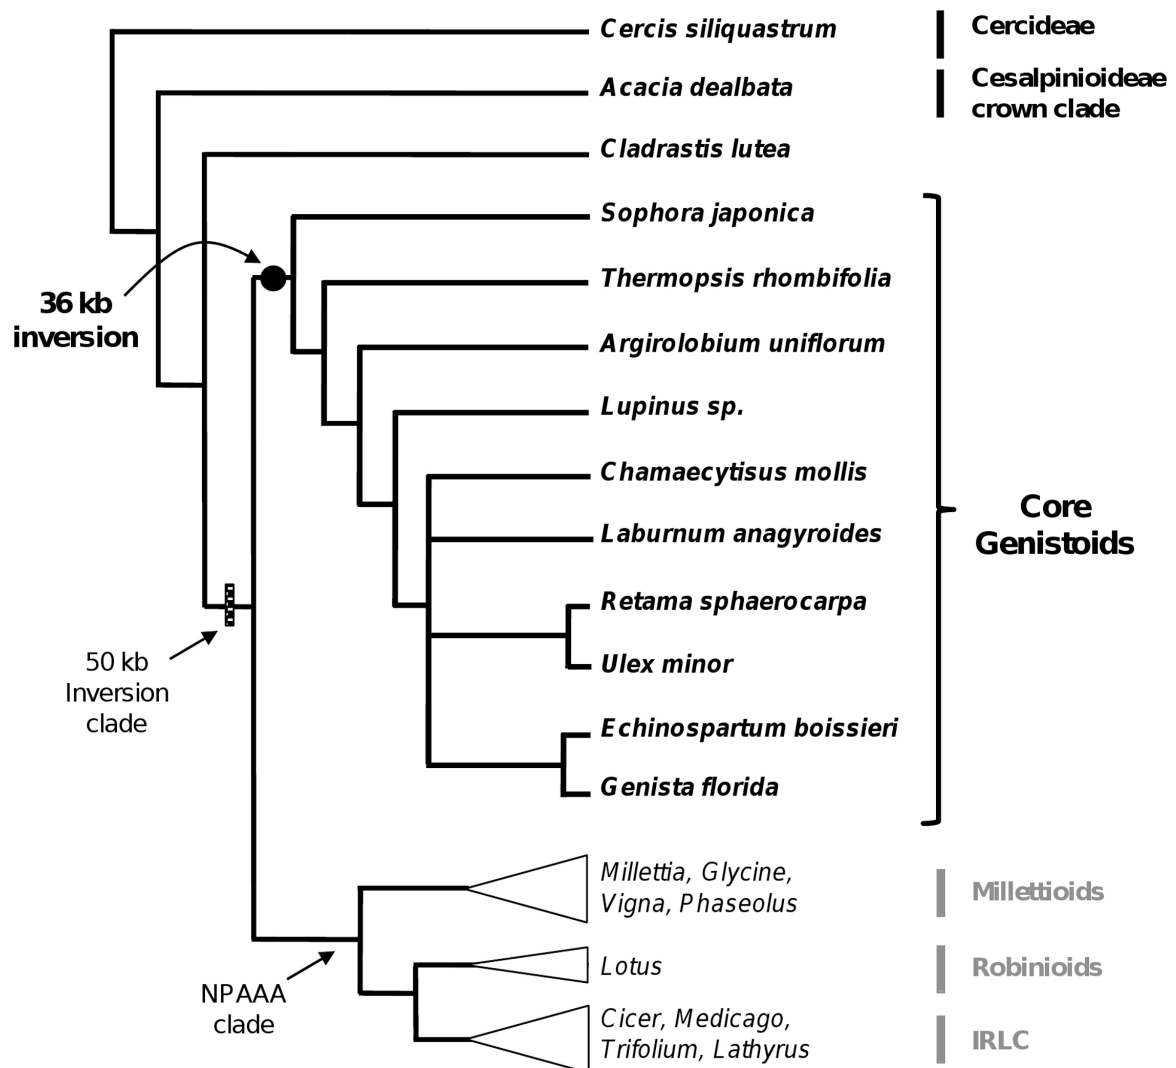 Cercis siliquastrum
Cercideae
Acacia dealbata
Cesalpinioideae
crown clade
Cladrastis lutea
Sophora japonica
Thermopsis rhombifolia
36 kb
inversion
Argirolobium uniflorum
Lupinus sp.
Chamaecytisus mollis
Core
Genistoids
Laburnum anagyroides
Retama sphaerocarpa
50 kb
Inversion
clade
Ulex minor
Echinospartum boissieri
Genista florida
Millettia, Glycine,
Vigna, Phaseolus
Millettioids
Lotus
Robinioids
NPAAA
clade
Cicer, Medicago,
Trifolium, Lathyrus
IRLC